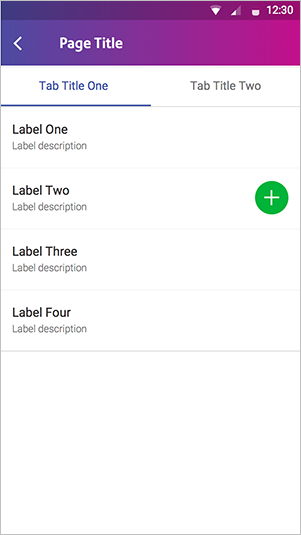 12:30
Page Title
Tab Title One
Tab Title Two
Label One
Label description
Label Two
Label description
Label Three
Label description
Label Four
Label description